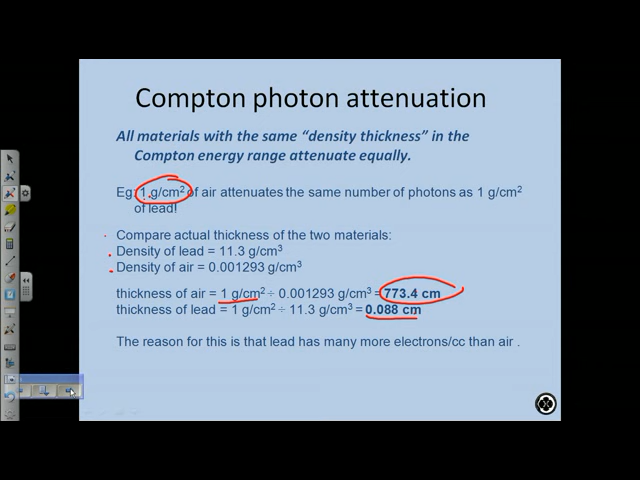 Compton photon attenuation
All materials with the same “density thickness” in the
Compton energy range attenuate equally.
Eg: 1 g/cm² of air attenuates the same number of photons as 1 g/cm²
of lead!
Compare actual thickness of the two materials:
Density of lead = 11.3 g/cm³
Density of air = 0.001293 g/cm³
thickness of air = 1 g/cm² ÷ 0.001293 g/cm³ = 773.4 cm
thickness of lead = 1 g/cm² ÷ 11.3 g/cm³ = 0.088 cm
The reason for this is that lead has many more electrons/cc than air .